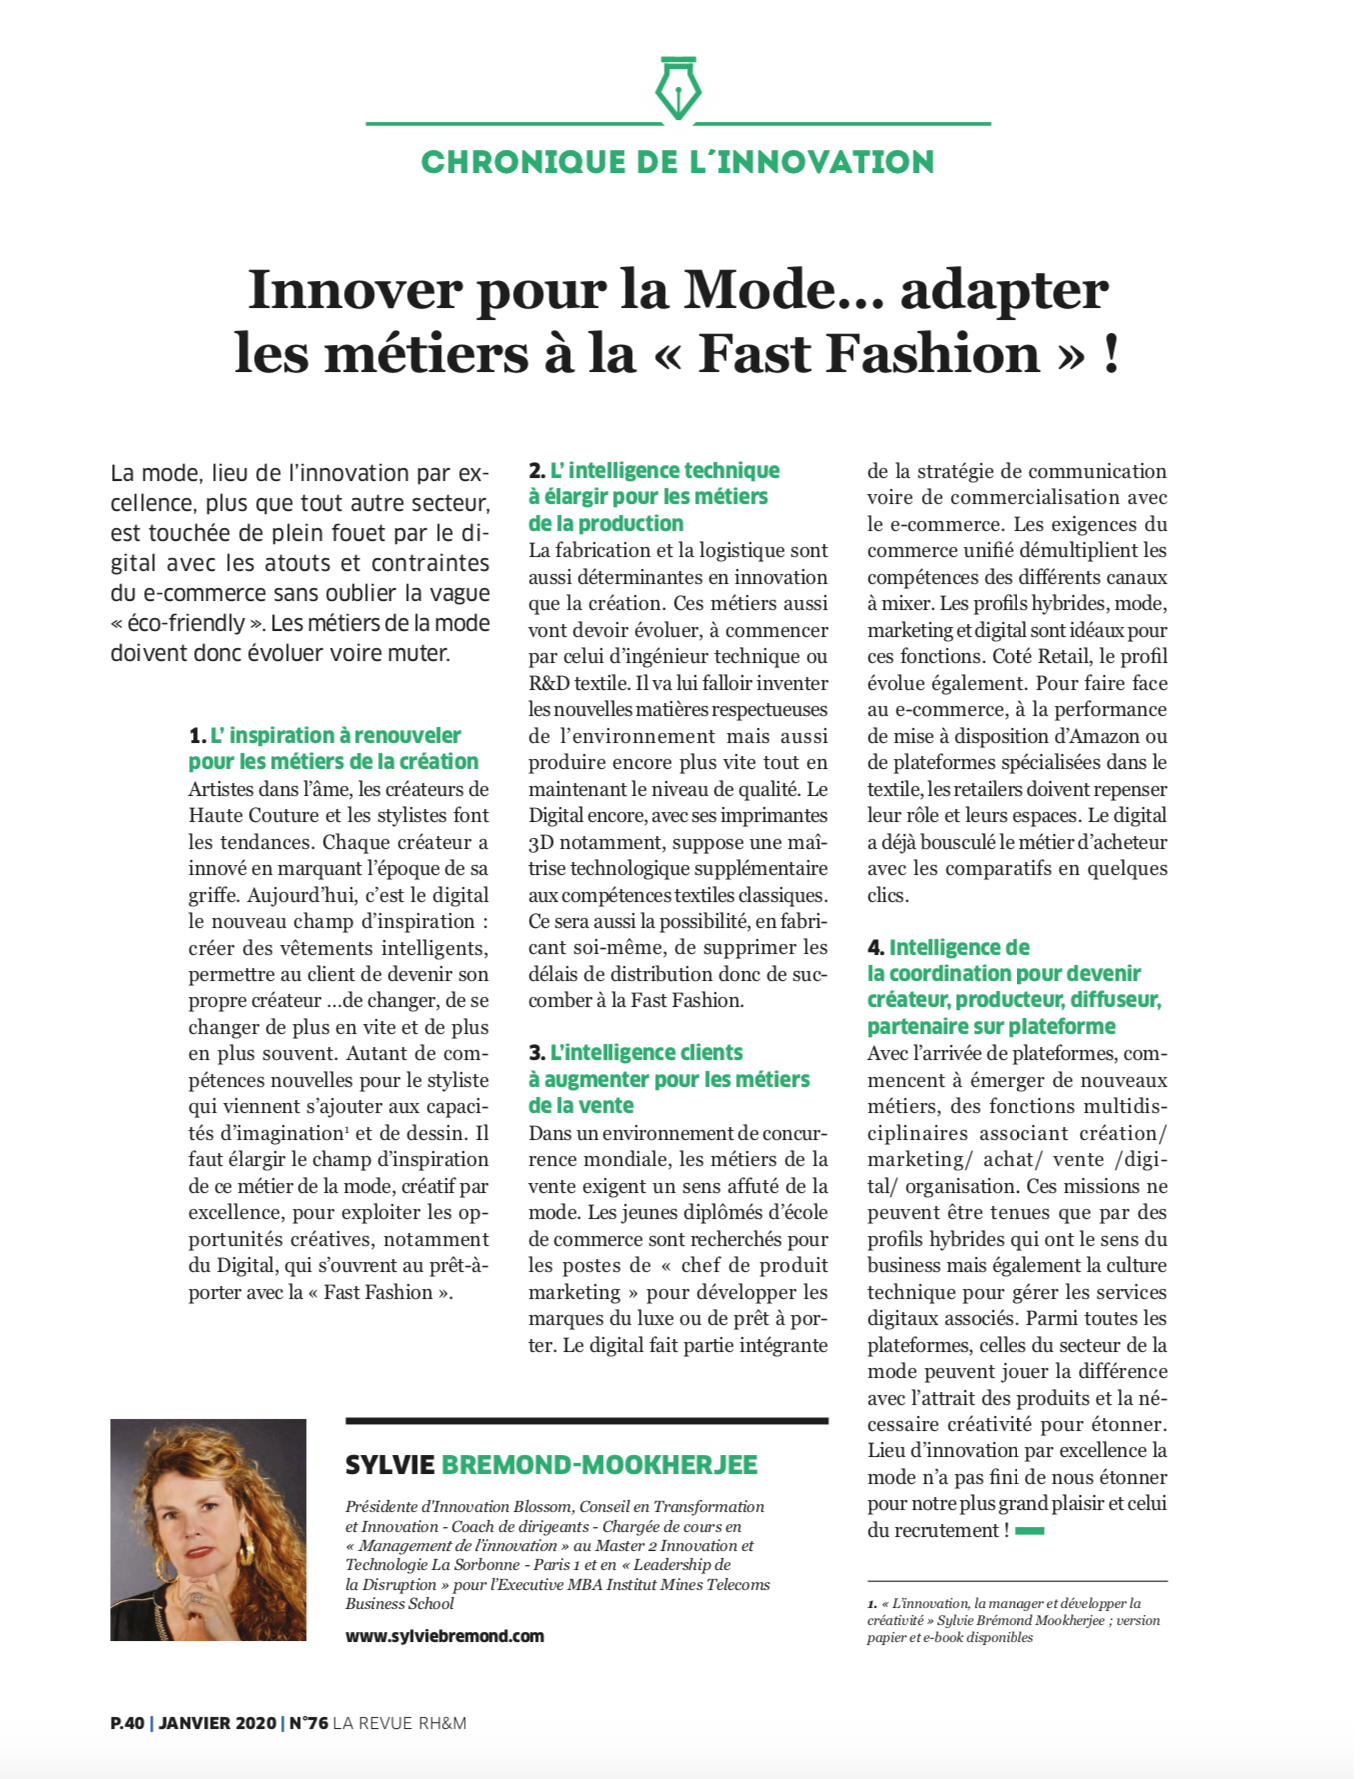 CHRONIQUE DE L´INNOVATION
Innover pour la Mode… adapter
les métiers à la « Fast Fashion » !
La mode, lieu de l’innovation par ex-
cellence, plus que tout autre secteur,
est touchée de plein fouet par le di-
gital avec les atouts et contraintes
du e-commerce sans oublier la vague
« éco-friendly ». Les métiers de la mode
doivent donc évoluer voire muter.
1. L’ inspiration à renouveler
pour les métiers de la création
Artistes dans l’âme, les créateurs de
Haute Couture et les stylistes font
les tendances. Chaque créateur a
innové en marquant l’époque de sa
griffe. Aujourd’hui, c’est le digital
le nouveau champ d’inspiration :
créer des vêtements intelligents,
permettre au client de devenir son
propre créateur …de changer, de se
changer de plus en vite et de plus
en plus souvent. Autant de com-
pétences nouvelles pour le styliste
qui viennent s’ajouter aux capaci-
tés d’imagination¹ et de dessin. Il
faut élargir le champ d’inspiration
de ce métier de la mode, créatif par
excellence, pour exploiter les op-
portunités créatives, notamment
du Digital, qui s’ouvrent au prêt-à-
porter avec la « Fast Fashion ».
2. L’ intelligence technique
à élargir pour les métiers
de la production
La fabrication et la logistique sont
aussi déterminantes en innovation
que la création. Ces métiers aussi
vont devoir évoluer, à commencer
par celui d’ingénieur technique ou
R&D textile. Il va lui falloir inventer
les nouvelles matières respectueuses
de l’environnement mais aussi
produire encore plus vite tout en
maintenant le niveau de qualité. Le
Digital encore, avec ses imprimantes
3D notamment, suppose une maî-
trise technologique supplémentaire
aux compétences textiles classiques.
Ce sera aussi la possibilité, en fabri-
cant soi-même, de supprimer les
délais de distribution donc de suc-
comber à la Fast Fashion.
3. L’intelligence clients
à augmenter pour les métiers
de la vente
Dans un environnement de concur-
rence mondiale, les métiers de la
vente exigent un sens affuté de la
mode. Les jeunes diplômés d’école
de commerce sont recherchés pour
les postes de « chef de produit
marketing » pour développer les
marques du luxe ou de prêt à por-
ter. Le digital fait partie intégrante
de la stratégie de communication
voire de commercialisation avec
le e-commerce. Les exigences du
commerce unifié démultiplient les
compétences des différents canaux
à mixer. Les profils hybrides, mode,
marketing et digital sont idéaux pour
ces fonctions. Coté Retail, le profil
évolue également. Pour faire face
au e-commerce, à la performance
de mise à disposition d’Amazon ou
de plateformes spécialisées dans le
textile, les retailers doivent repenser
leur rôle et leurs espaces. Le digital
a déjà bousculé le métier d’acheteur
avec les comparatifs en quelques
clics.
4. Intelligence de
la coordination pour devenir
créateur, producteur, diffuseur,
partenaire sur plateforme
Avec l’arrivée de plateformes, com-
mencent à émerger de nouveaux
métiers, des fonctions multidis-
ciplinaires associant création/
marketing/ achat/ vente /digi-
tal/ organisation. Ces missions ne
peuvent être tenues que par des
profils hybrides qui ont le sens du
business mais également la culture
technique pour gérer les services
digitaux associés. Parmi toutes les
plateformes, celles du secteur de la
mode peuvent jouer la différence
avec l’attrait des produits et la né-
cessaire créativité pour étonner.
Lieu d’innovation par excellence la
mode n’a pas fini de nous étonner
pour notre plus grand plaisir et celui
du recrutement !
SYLVIE BREMOND-MOOKHERJEE
Présidente d'Innovation Blossom, Conseil en Transformation
et Innovation - Coach de dirigeants - Chargée de cours en
« Management de l’innovation » au Master 2 Innovation et
Technologie La Sorbonne - Paris 1 et en « Leadership de
la Disruption » pour l’Executive MBA Institut Mines Telecoms
Business School
www.sylviebremond.com
1. « L’innovation, la manager et développer la
créativité » Sylvie Brémond Mookherjee ; version
papier et e-book disponibles
P.40 | JANVIER 2020 | N°76 LA REVUE RH&M